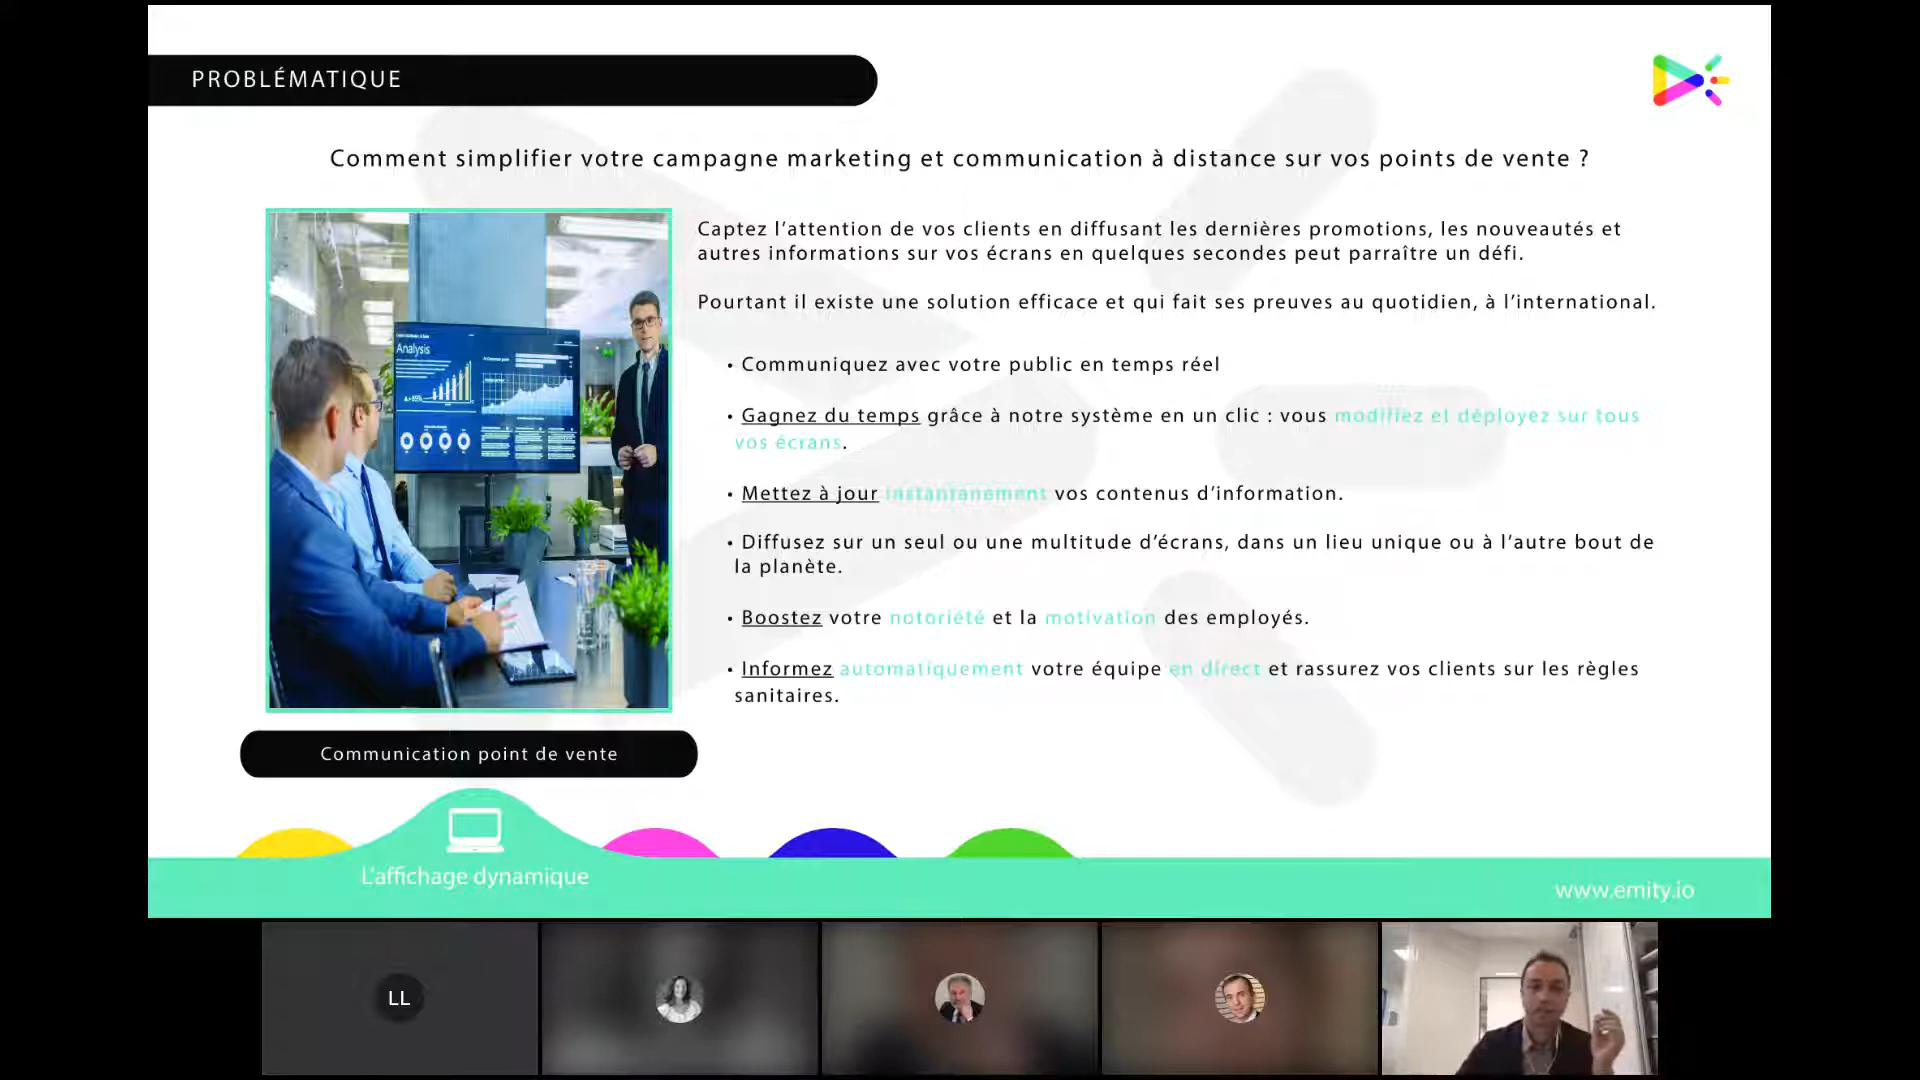 PROBLÉMATIQUE
Comment simplifier votre campagne marketing et communication à distance sur vos points de vente ?
Captez l’attention de vos clients en diffusant les dernières promotions, les nouveautés et
autres informations sur vos écrans en quelques secondes peut parraître un défi.
Pourtant il existe une solution efficace et qui fait ses preuves au quotidien, à l’international.
• Communiquez avec votre public en temps réel
• Gagnez du temps grâce à notre système en un clic : vous modifiez et déployez sur tous
vos écrans.
• Mettez à jour instantanément vos contenus d’information.
• Diffusez sur un seul ou une multitude d’écrans, dans un lieu unique ou à l’autre bout de
la planète.
• Boostez votre notoriété et la motivation des employés.
• Informez automatiquement votre équipe en direct et rassurez vos clients sur les règles
sanitaires.
Analysis
Communication point de vente
L’affichage dynamique
www.emity.io
LL